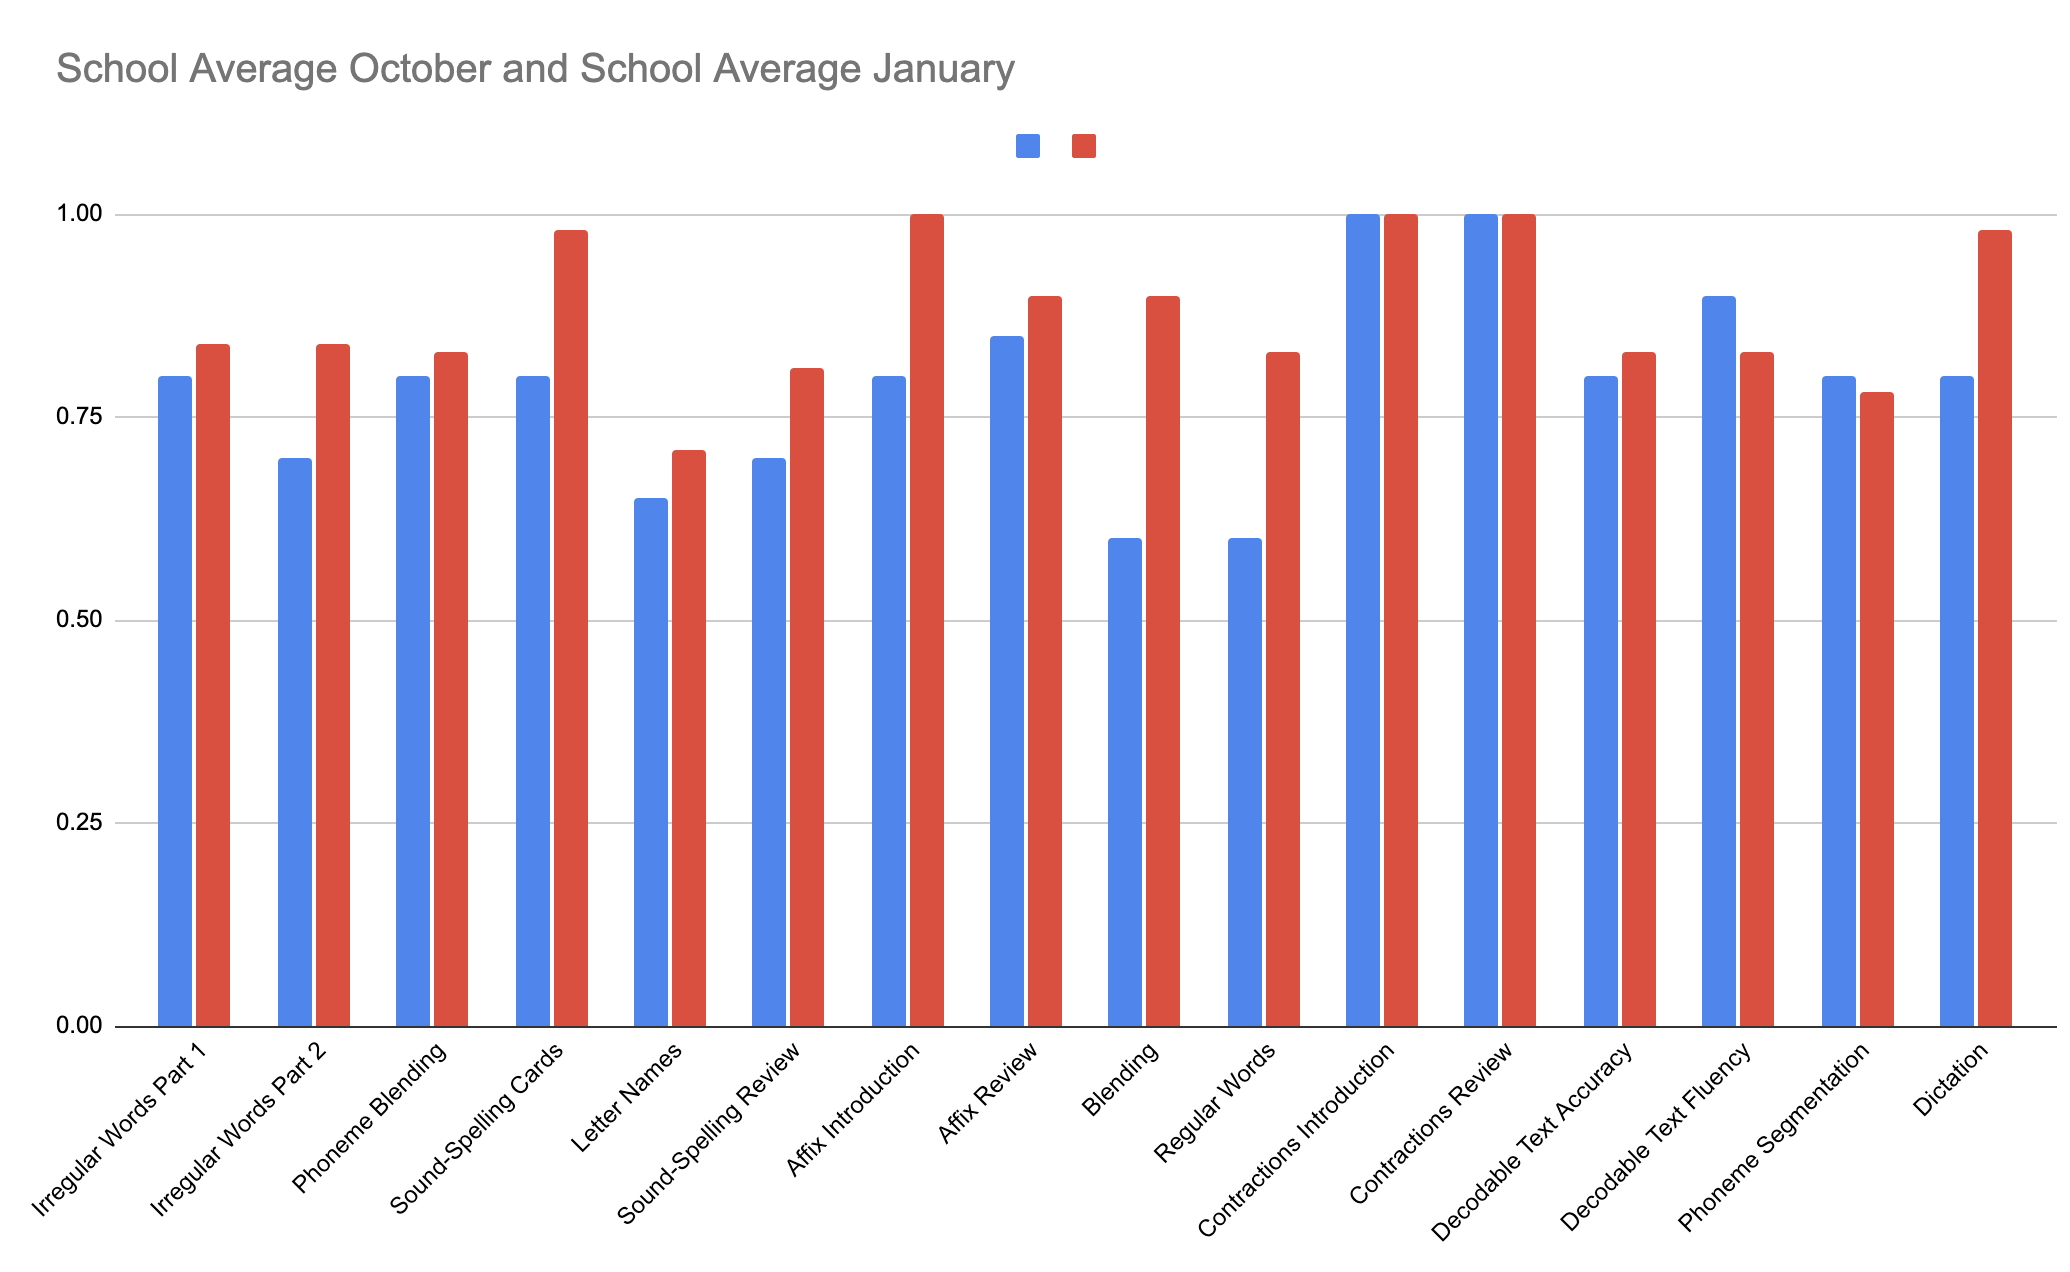 School Average October and School Average January
1.00
0.75
0.50
0.25
0.00
Irregular Words Part 1
Irregular Words Part 2
Phoneme Blending
Sound-Spelling Cards
Letter Names
Sound-Spelling Review
Affix Introduction
Affix Review
Blending
Regular Words
Contractions Introduction
Contractions Review
Decodable Text Accuracy
Decodable Text Fluency
Phoneme Segmentation
Dictation